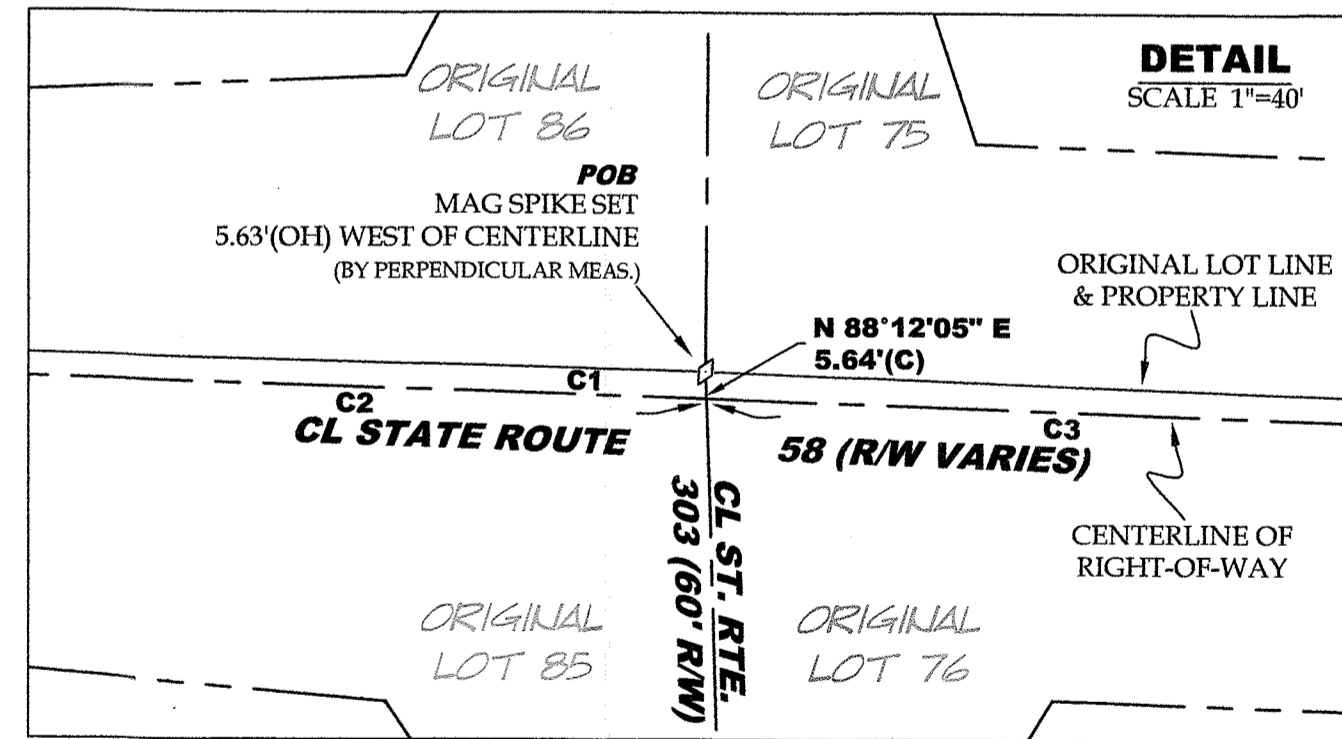 DETAIL
SCALE 1"=40'
ORIGINAL
LOT 86
ORIGINAL
LOT 75
POB
MAG SPIKE SET
5.63'(OH) WEST OF CENTERLINE
(BY PERPENDICULAR MEAS.)
ORIGINAL LOT LINE
& PROPERTY LINE
N 88°12'05" E
5.64'(C)
C1
C2
C3
CL STATE ROUTE
58 (R/W VARIES)
CL ST. RTE.
303 (60' R/W)
CENTERLINE OF
RIGHT-OF-WAY
ORIGINAL
LOT 85
ORIGINAL
LOT 76